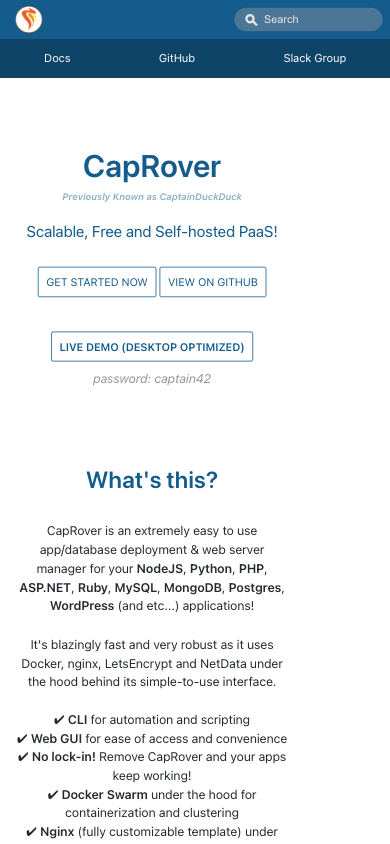 Search
Docs
GitHub
Slack Group
CapRover
Previously Known as CaptainDuckDuck
Scalable, Free and Self-hosted PaaS!
GET STARTED NOW
VIEW ON GITHUB
LIVE DEMO (DESKTOP OPTIMIZED)
password: captain42
What's this?
CapRover is an extremely easy to use
app/database deployment & web server
manager for your NodeJS, Python, PHP,
ASP.NET, Ruby, MySQL, MongoDB, Postgres,
WordPress (and etc...) applications!
It's blazingly fast and very robust as it uses
Docker, nginx, LetsEncrypt and NetData under
the hood behind its simple-to-use interface.
✔ CLI for automation and scripting
✔ Web GUI for ease of access and convenience
✔ No lock-in! Remove CapRover and your apps
keep working!
✔ Docker Swarm under the hood for
containerization and clustering
✔ Nginx (fully customizable template) under